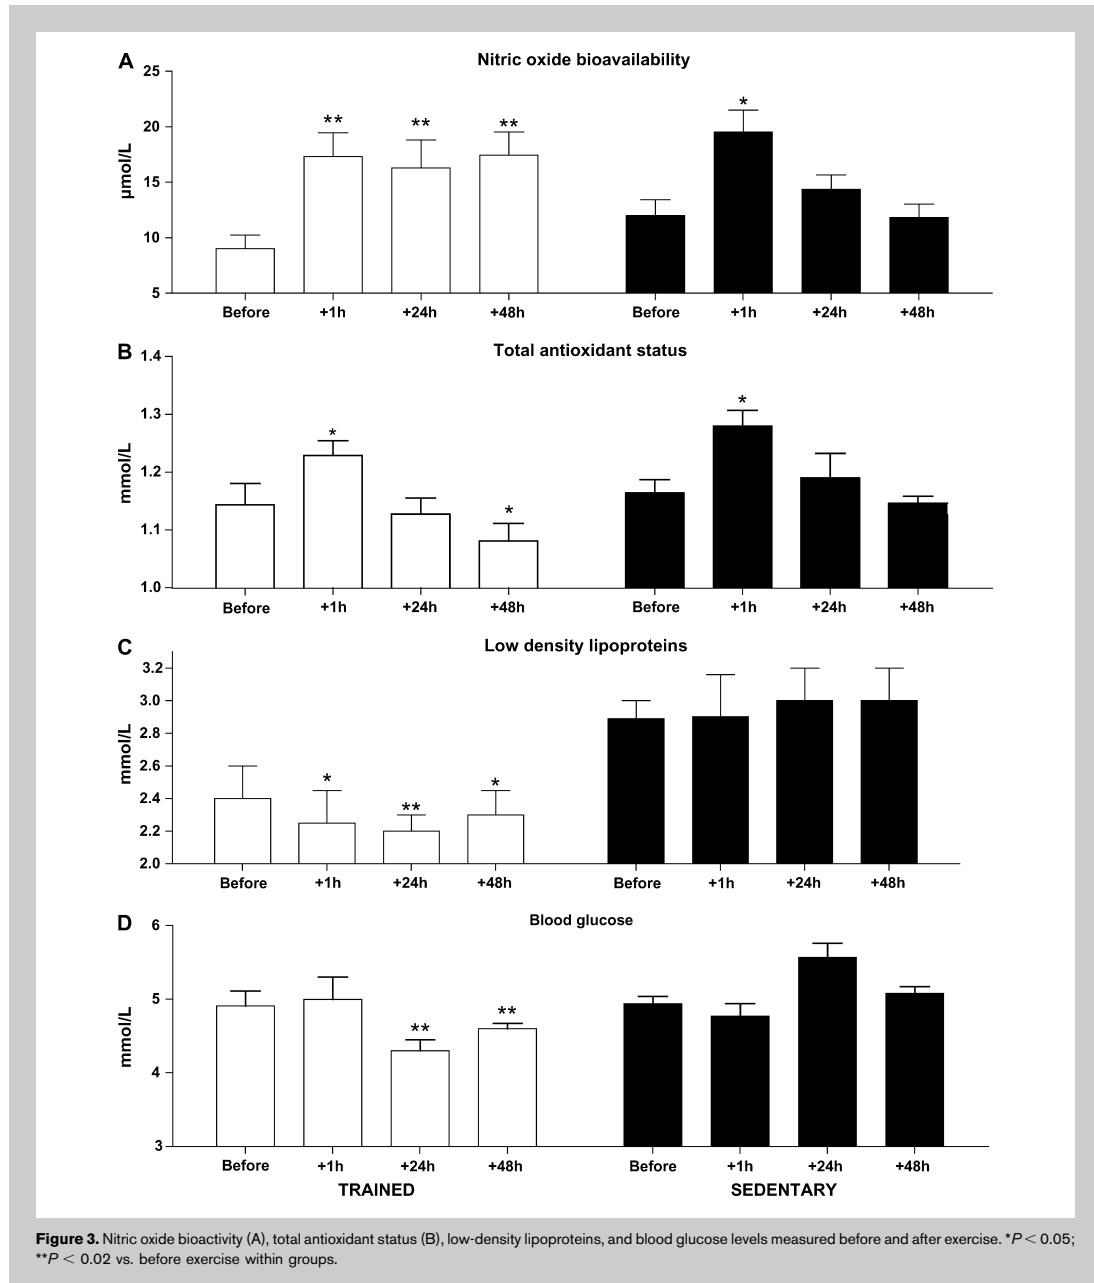 A
Nitric oxide bioavailability
25
20
15
10
5
µmol/L
** ** ** *
Before +1h +24h +48h Before +1h +24h +48h
B
Total antioxidant status
1.4
1.3
1.2
1.1
1.0
mmol/L
* * *
Before +1h +24h +48h Before +1h +24h +48h
C
Low density lipoproteins
3.2
3.0
2.8
2.6
2.4
2.2
2.0
mmol/L
* ** *
Before +1h +24h +48h Before +1h +24h +48h
D
Blood glucose
6
5
4
3
mmol/L
** **
Before +1h +24h +48h Before +1h +24h +48h
TRAINED SEDENTARY
Figure 3. Nitric oxide bioactivity (A), total antioxidant status (B), low-density lipoproteins, and blood glucose levels measured before and after exercise. *P < 0.05;
**P < 0.02 vs. before exercise within groups.